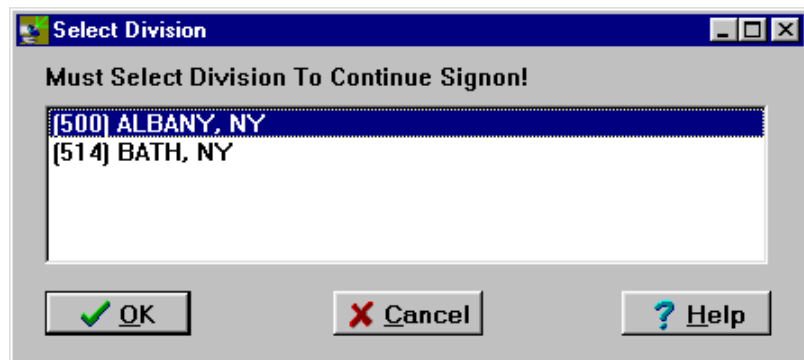 Select Division
Must Select Division To Continue Signon!
(500) ALBANY, NY
(514) BATH, NY
OK
Cancel
? Help